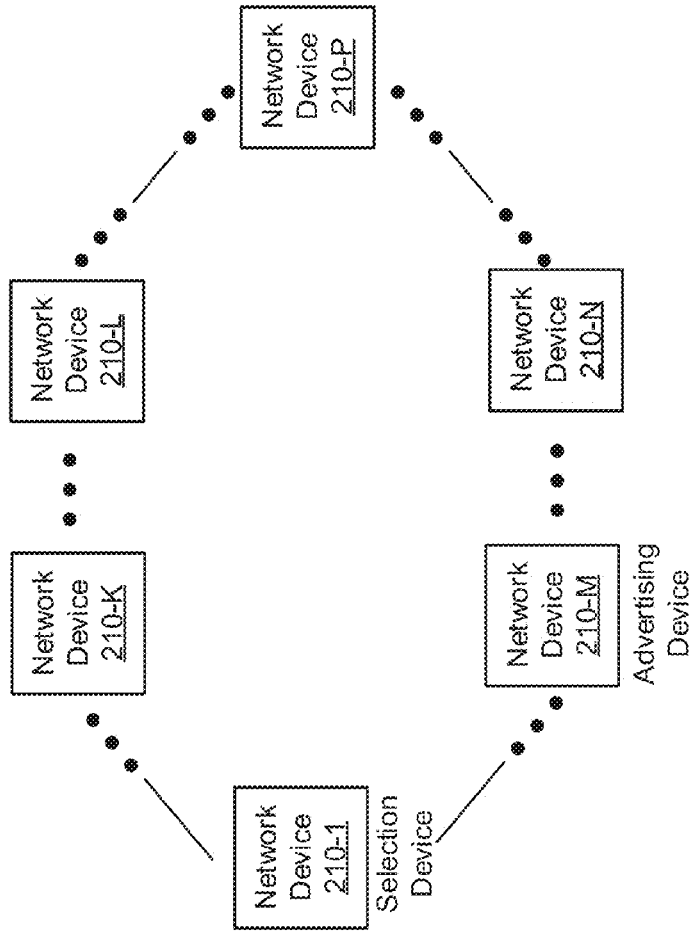 Network
Device
210-K
Network
Device
210-L
Network
Device
210-1
Selection
Device
Network
Device
210-P
Network
Device
210-M
Advertising
Device
Network
Device
210-N